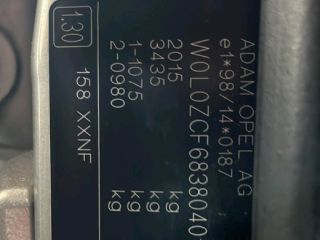 ADAM OPEL AG
e1*98/14*0187
W0L0ZCF6838040
2015 kg
3435 kg
1-1075 kg
2-0980 kg
158 XXNF
1.30